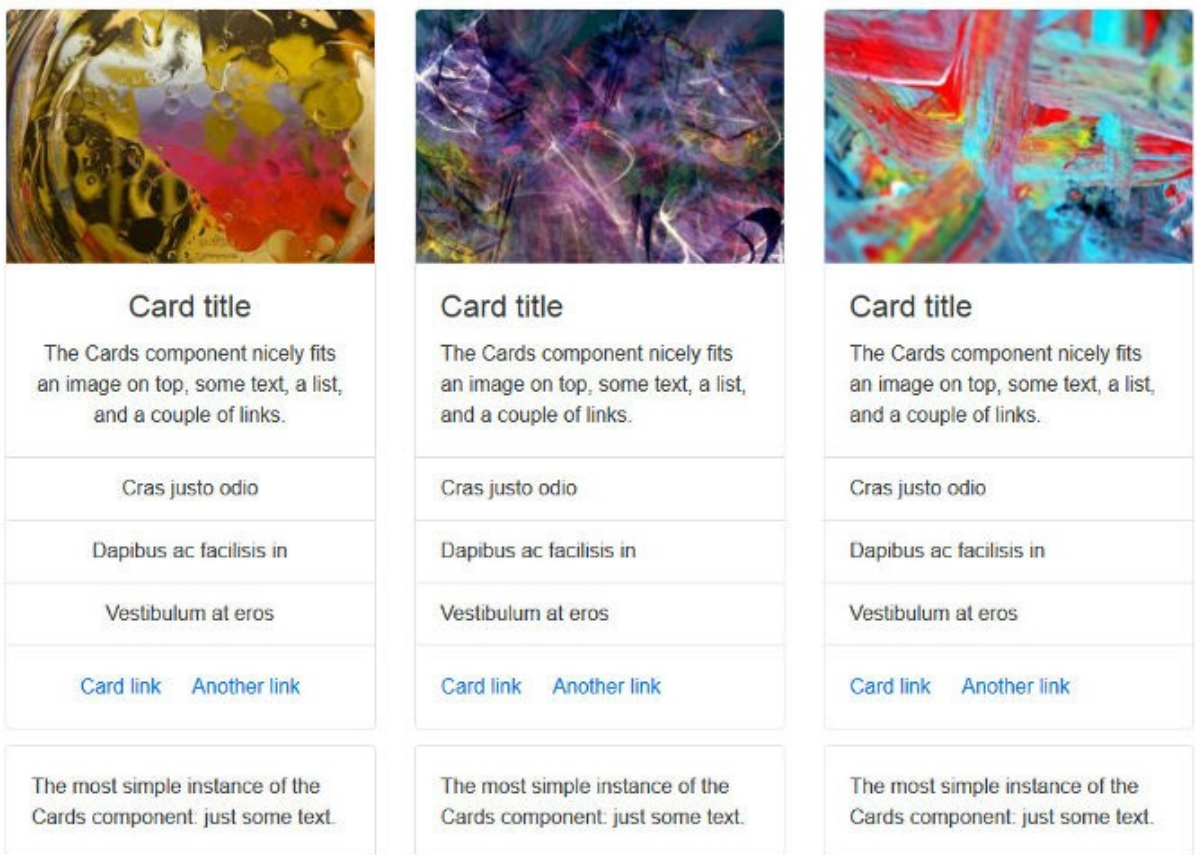 Card title
The Cards component nicely fits
an image on top, some text, a list,
and a couple of links.
Cras justo odio
Dapibus ac facilisis in
Vestibulum at eros
Card link Another link
The most simple instance of the
Cards component: just some text.
Card title
The Cards component nicely fits
an image on top, some text, a list,
and a couple of links.
Cras justo odio
Dapibus ac facilisis in
Vestibulum at eros
Card link Another link
The most simple instance of the
Cards component: just some text.
Card title
The Cards component nicely fits
an image on top, some text, a list,
and a couple of links.
Cras justo odio
Dapibus ac facilisis in
Vestibulum at eros
Card link Another link
The most simple instance of the
Cards component: just some text.